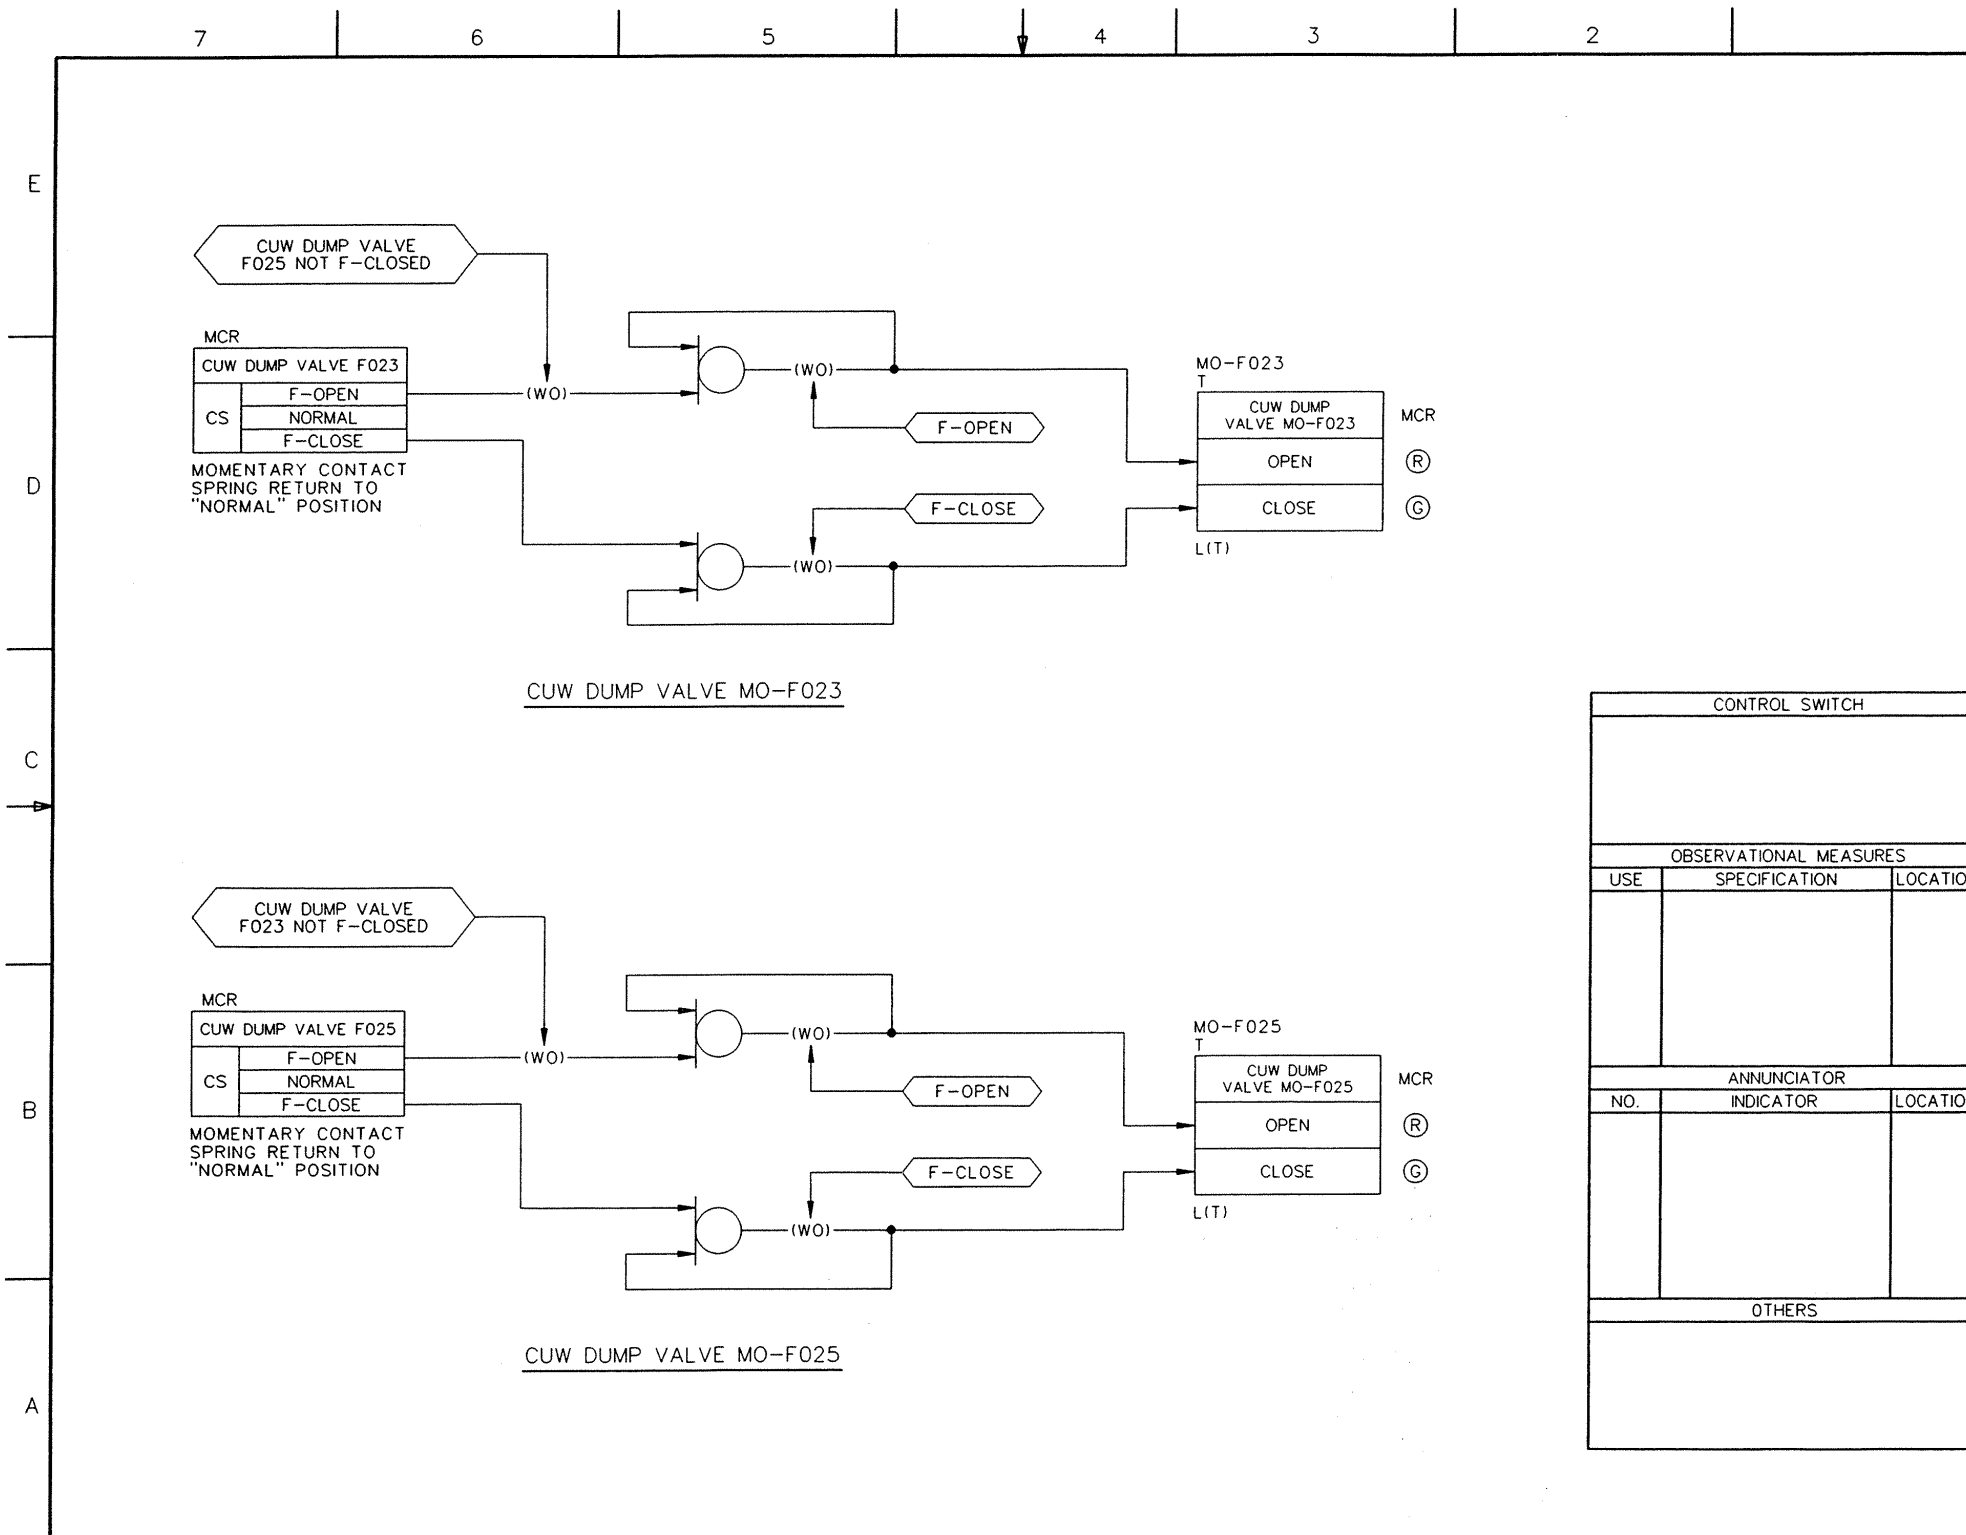 7 6 5 4 3 2
E
D
C
B
A
CUW DUMP VALVE
F025 NOT F-CLOSED
MCR
CUW DUMP VALVE F023
CS
F-OPEN
NORMAL
F-CLOSE
MOMENTARY CONTACT
SPRING RETURN TO
"NORMAL" POSITION
(WO)
(WO)
F-OPEN
F-CLOSE
(WO)
MO-F023
T
CUW DUMP
VALVE MO-F023
MCR
OPEN
R
CLOSE
G
L(T)
CUW DUMP VALVE MO-F023
CUW DUMP VALVE
F023 NOT F-CLOSED
MCR
CUW DUMP VALVE F025
CS
F-OPEN
NORMAL
F-CLOSE
MOMENTARY CONTACT
SPRING RETURN TO
"NORMAL" POSITION
(WO)
(WO)
F-OPEN
F-CLOSE
(WO)
MO-F025
T
CUW DUMP
VALVE MO-F025
MCR
OPEN
R
CLOSE
G
L(T)
CUW DUMP VALVE MO-F025
CONTROL SWITCH
OBSERVATIONAL MEASURES
USE SPECIFICATION LOCATIO
ANNUNCIATOR
NO. INDICATOR LOCATIO
OTHERS